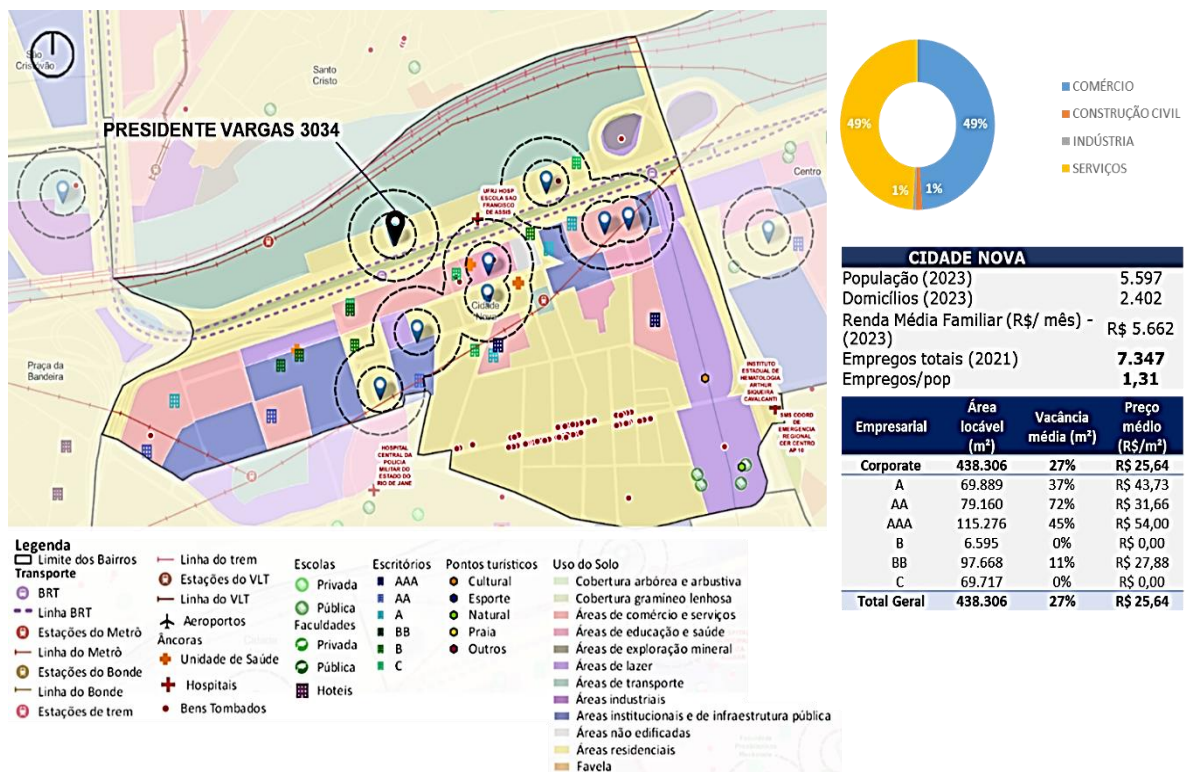 São
Cristovão
Santo
Cristo
PRESIDENTE VARGAS 3034
UFRJ HOSP
ESCOLA SAO
FRANCISCO
DE ASSIS
Centro
Cidade
Nova
Praça da
Bandeira
INSTITUTO
ESTADUAL DE
HEMATOLOGIA
ARTHUR
SIQUEIRA
CAVALCANTI
SMS COORD
DE
EMERGENCIA
REGIONAL
CER CENTRO
AP 10
HOSPITAL
CENTRAL DA
POLICIA
MILITAR DO
ESTADO DO
RIO DE JANE
49%
49%
1%
1%
COMÉRCIO
CONSTRUÇÃO CIVIL
INDÚSTRIA
SERVIÇOS
CIDADE NOVA
População (2023) 5.597
Domicílios (2023) 2.402
Renda Média Familiar (R$/ mês) - (2023) R$ 5.662
Empregos totais (2021) 7.347
Empregos/pop 1,31
Empresarial Área locável (m²) Vacância média (m²) Preço médio (R$/m²)
Corporate 438.306 27% R$ 25,64
A 69.889 37% R$ 43,73
AA 79.160 72% R$ 31,66
AAA 115.276 45% R$ 54,00
B 6.595 0% R$ 0,00
BB 97.668 11% R$ 27,88
C 69.717 0% R$ 0,00
Total Geral 438.306 27% R$ 25,64
Legenda
Limite dos Bairros
Transporte
BRT
Linha BRT
Estações do Metrô
Linha do Metrô
Estações do Bonde
Linha do Bonde
Estações de trem
Linha do trem
Estações do VLT
Linha do VLT
Aeroportos
Âncoras
Unidade de Saúde
Hospitais
Bens Tombados
Escolas
Privada
Pública
Faculdades
Privada
Pública
Hoteis
Escritórios
AAA
AA
A
BB
B
C
Pontos turísticos
Cultural
Esporte
Natural
Praia
Outros
Uso do Solo
Cobertura arbórea e arbustiva
Cobertura gramíneo lenhosa
Áreas de comércio e serviços
Áreas de educação e saúde
Áreas de exploração mineral
Áreas de lazer
Áreas de transporte
Áreas industriais
Áreas institucionais e de infraestrutura pública
Áreas não edificadas
Áreas residenciais
Favela